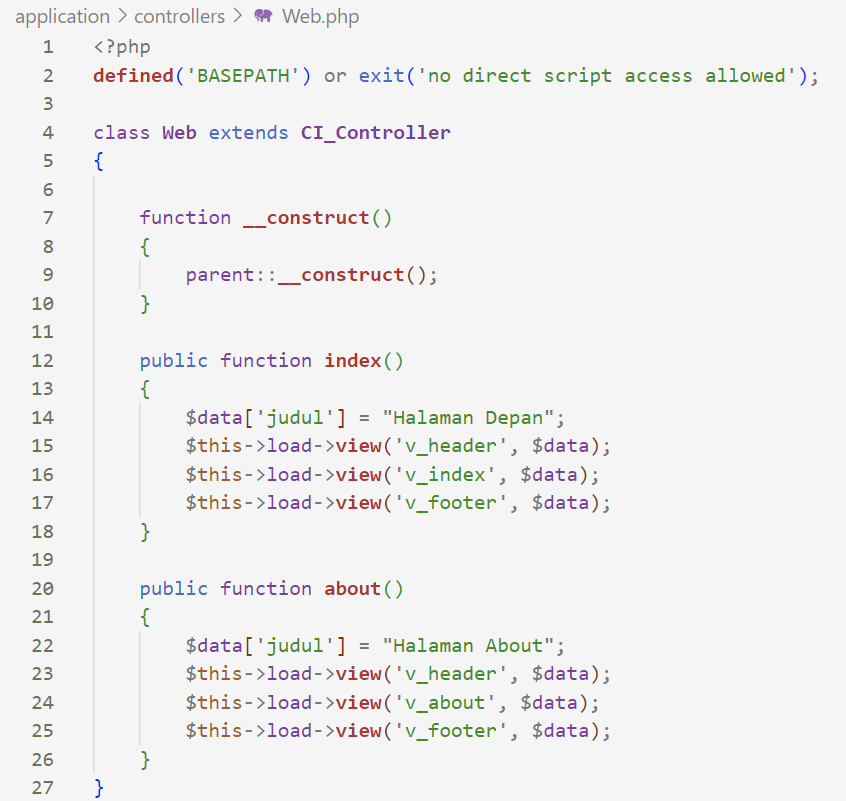 application > controllers > Web.php
1 <?php
2 defined('BASEPATH') or exit('no direct script access allowed');
3
4 class Web extends CI_Controller
5 {
6
7     function __construct()
8     {
9         parent::__construct();
10     }
11
12     public function index()
13     {
14         $data['judul'] = "Halaman Depan";
15         $this->load->view('v_header', $data);
16         $this->load->view('v_index', $data);
17         $this->load->view('v_footer', $data);
18     }
19
20     public function about()
21     {
22         $data['judul'] = "Halaman About";
23         $this->load->view('v_header', $data);
24         $this->load->view('v_about', $data);
25         $this->load->view('v_footer', $data);
26     }
27 }